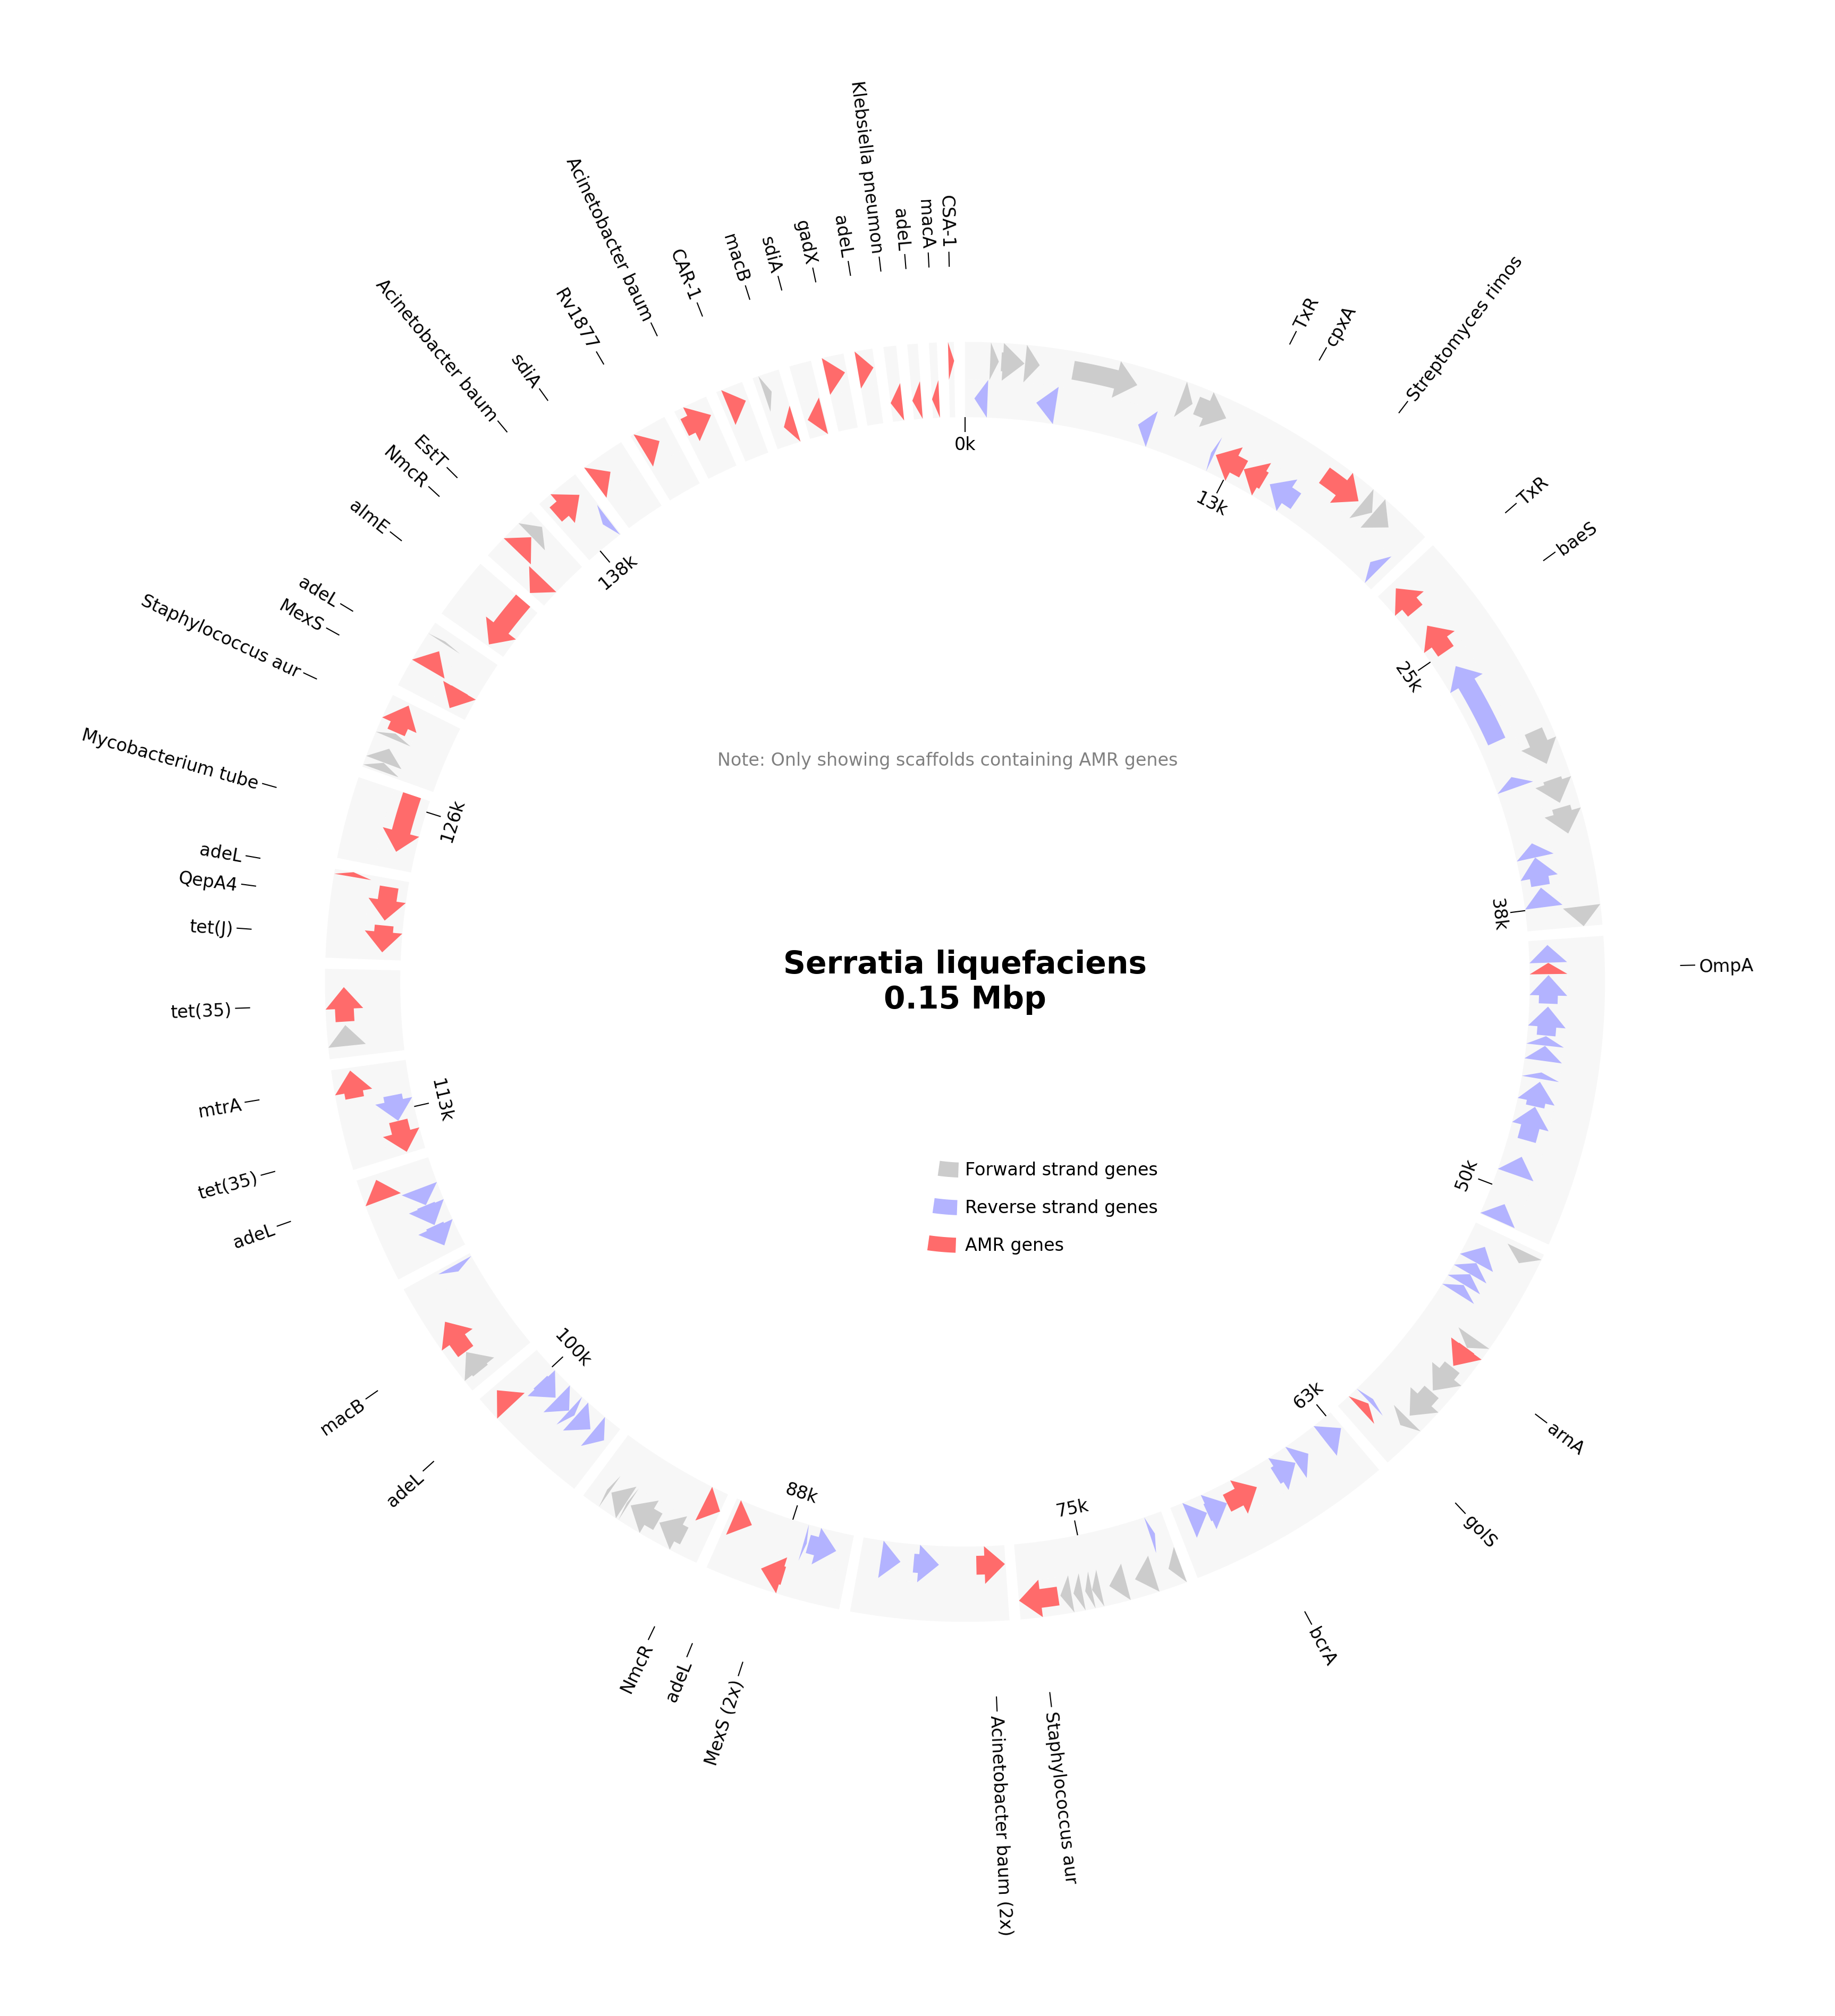 CSA-1
macA
adeL
Klebsiella pneumon
adeL
gadX
sdiA
macB
CAR-1
Acinetobacter baum
Rv1877
sdiA
Acinetobacter baum
EstT
NmcR
almE
adeL
MexS
Staphylococcus aur
Mycobacterium tube
adeL
QepA4
tet(J)
tet(35)
mtrA
tet(35)
adeL
macB
adeL
NmcR
adeL
MexS (2x)
Acinetobacter baum (2x)
Staphylococcus aur
bcrA
golS
arnA
OmpA
baeS
TxR
Streptomyces rimos
cpxA
TxR
0k
13k
25k
38k
50k
63k
75k
88k
100k
113k
126k
138k
Note: Only showing scaffolds containing AMR genes
Serratia liquefaciens
0.15 Mbp
Forward strand genes
Reverse strand genes
AMR genes